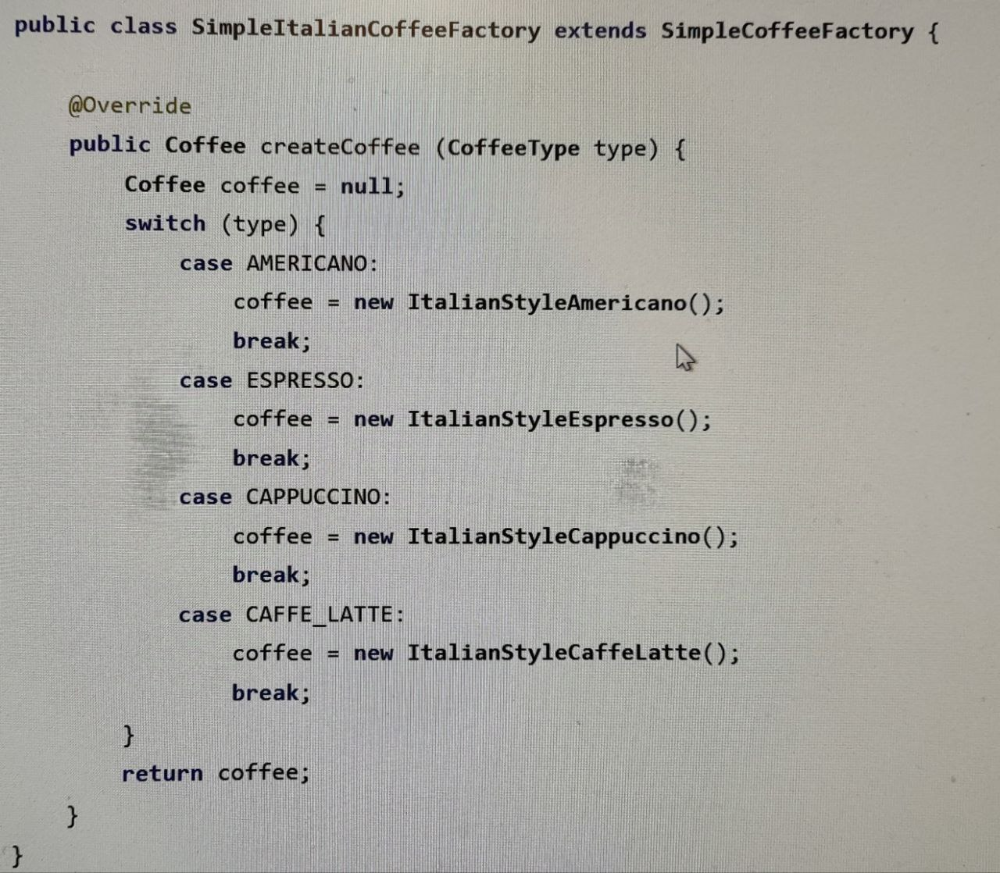 public class SimpleItalianCoffeeFactory extends SimpleCoffeeFactory {
@Override
public Coffee createCoffee (CoffeeType type) {
Coffee coffee = null;
switch (type) {
case AMERICANO:
coffee = new ItalianStyleAmericano();
break;
case ESPRESSO:
coffee = new ItalianStyleEspresso();
break;
case CAPPUCCINO:
coffee = new ItalianStyleCappuccino();
break;
case CAFFE_LATTE:
coffee = new ItalianStyleCaffeLatte();
break;
}
return coffee;
}
}